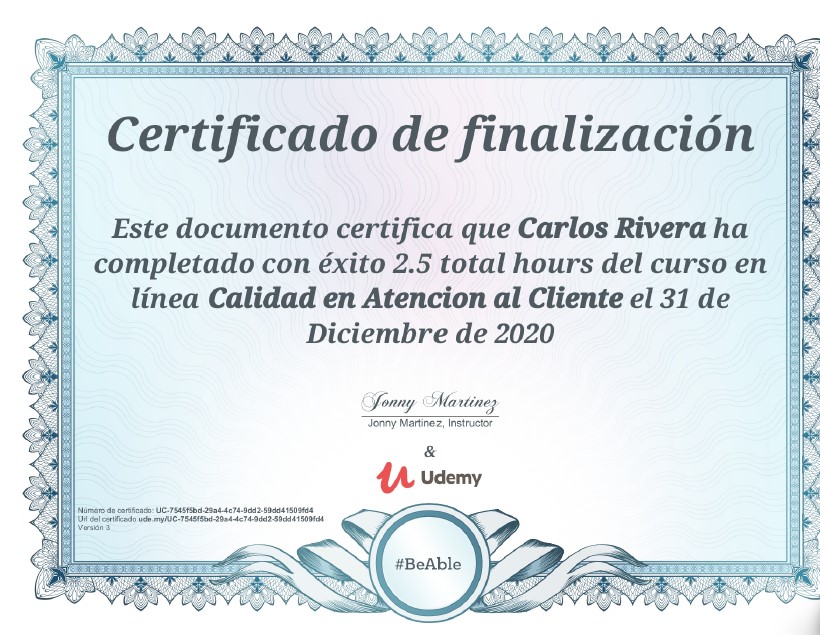 Certificado de finalización
Este documento certifica que Carlos Rivera ha
completado con éxito 2.5 total hours del curso en
línea Calidad en Atencion al Cliente el 31 de
Diciembre de 2020
Jonny Martinez
Jonny Martinez, Instructor
&
Udemy
Número de certificado: UC-7545f5bd-29a4-4c74-9dd2-59dd41509fd4
Url del certificado:ude.my/UC-7545f5bd-29a4-4c74-9dd2-59dd41509fd4
Versión 3
#BeAble